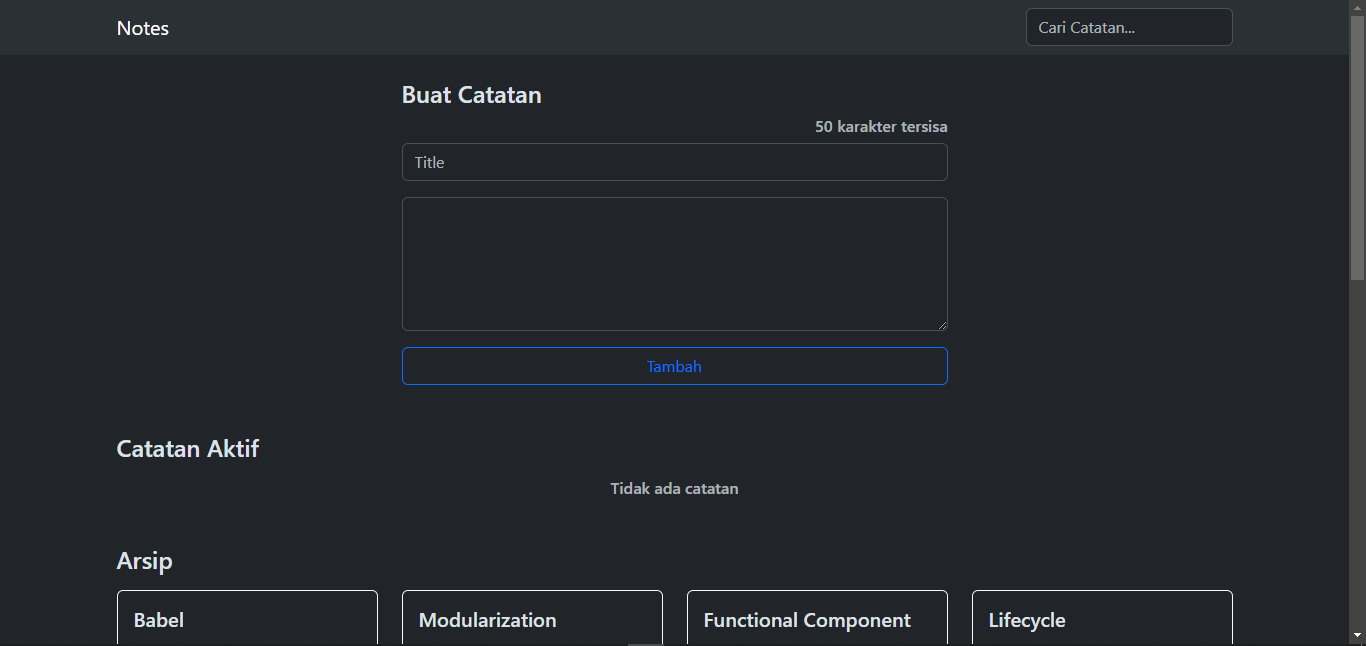 Notes
Cari Catatan...
Buat Catatan
50 karakter tersisa
Title
Tambah
Catatan Aktif
Tidak ada catatan
Arsip
Babel
Modularization
Functional Component
Lifecycle